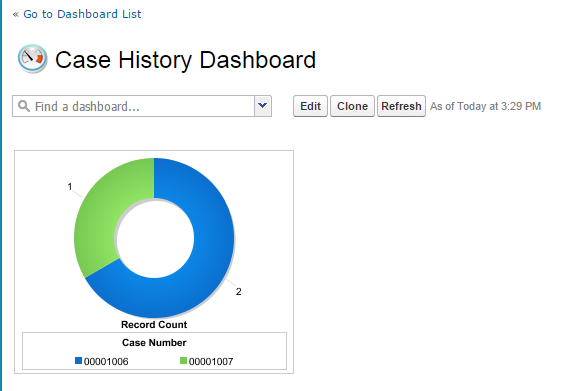 « Go to Dashboard List
Case History Dashboard
Find a dashboard...
Edit Clone Refresh As of Today at 3:29 PM
1
2
Record Count
Case Number
00001006 00001007